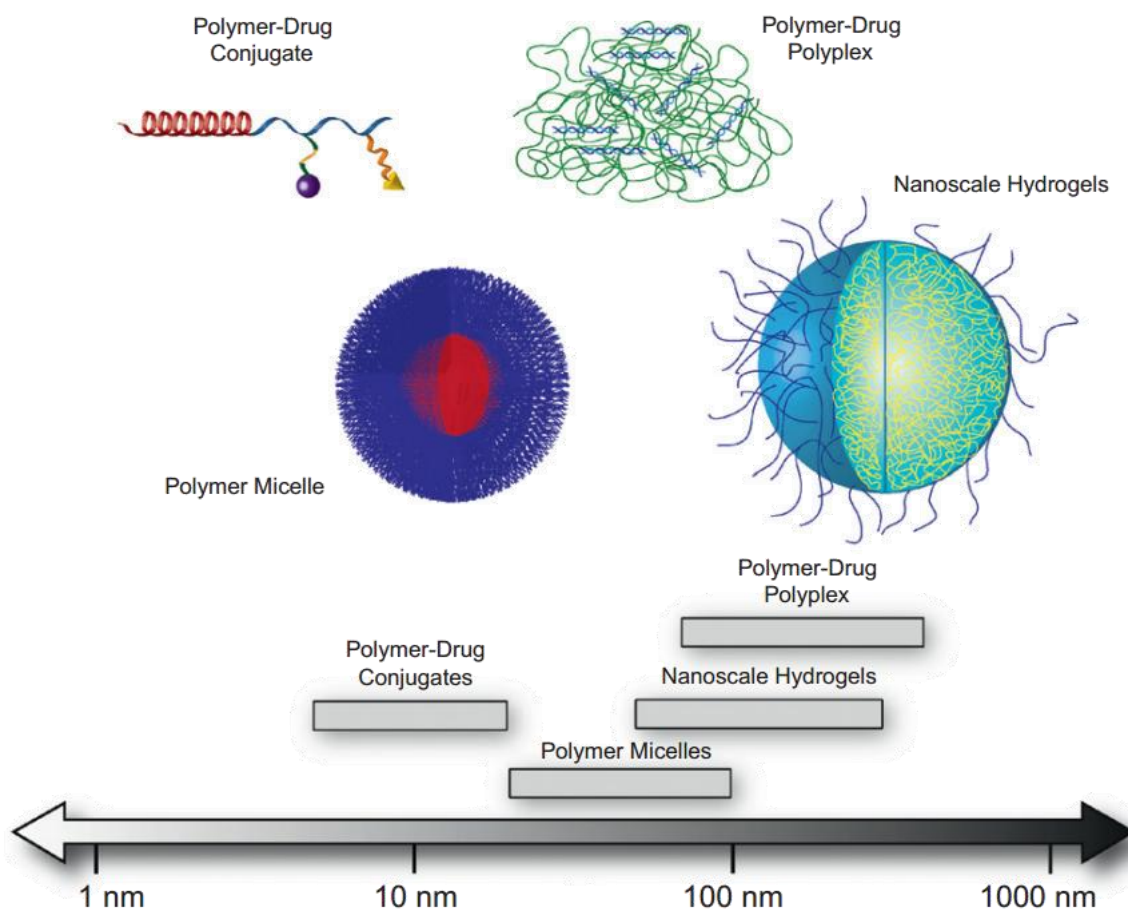 Polymer-Drug
Conjugate
Polymer-Drug
Polyplex
Nanoscale Hydrogels
Polymer Micelle
Polymer-Drug
Polyplex
Polymer-Drug
Conjugates
Nanoscale Hydrogels
Polymer Micelles
1 nm
10 nm
100 nm
1000 nm